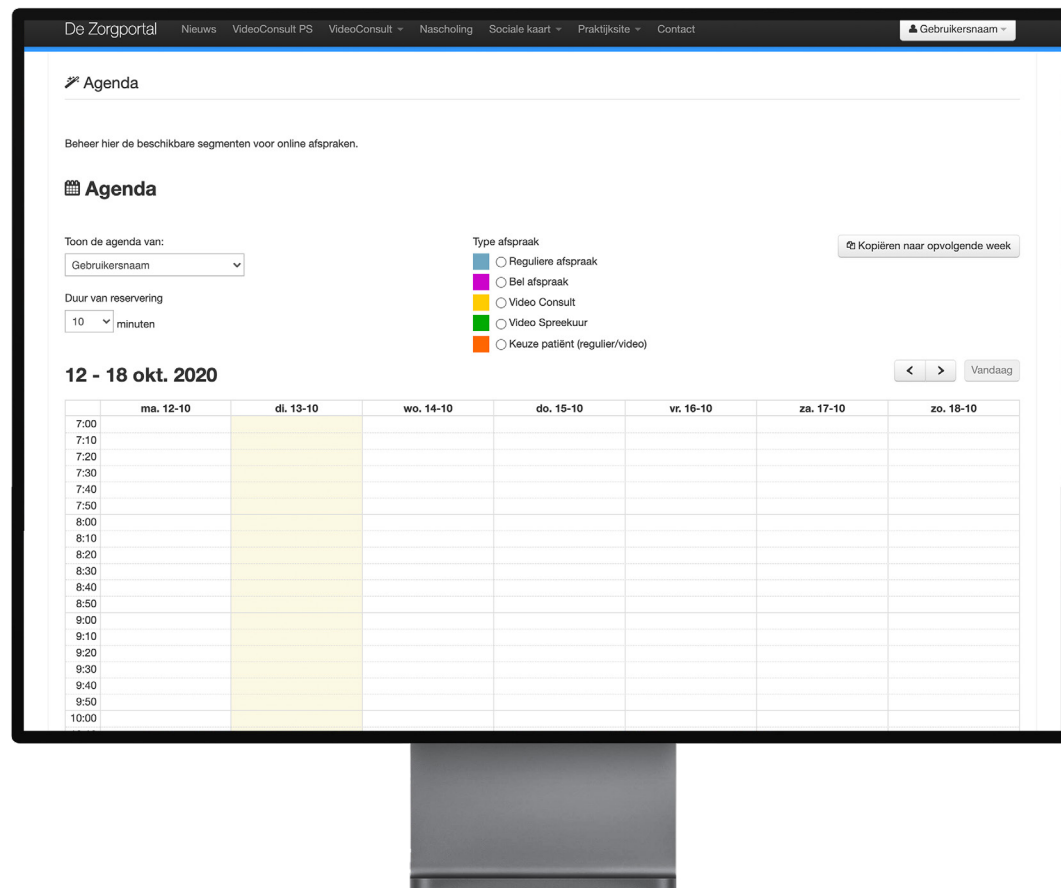 De Zorgportal Nieuws VideoConsult PS VideoConsult Nascholing Sociale kaart Praktijksite Contact Gebruikersnaam
Agenda
Beheer hier de beschikbare segmenten voor online afspraken.
Agenda
Toon de agenda van:
Gebruikersnaam
Duur van reservering
10 minuten
Type afspraak
Reguliere afspraak
Bel afspraak
Video Consult
Video Spreekuur
Keuze patiënt (regulier/video)
Kopiëren naar opvolgende week
12 - 18 okt. 2020
Vandaag
ma. 12-10 di. 13-10 wo. 14-10 do. 15-10 vr. 16-10 za. 17-10 zo. 18-10
7:00
7:10
7:20
7:30
7:40
7:50
8:00
8:10
8:20
8:30
8:40
8:50
9:00
9:10
9:20
9:30
9:40
9:50
10:00